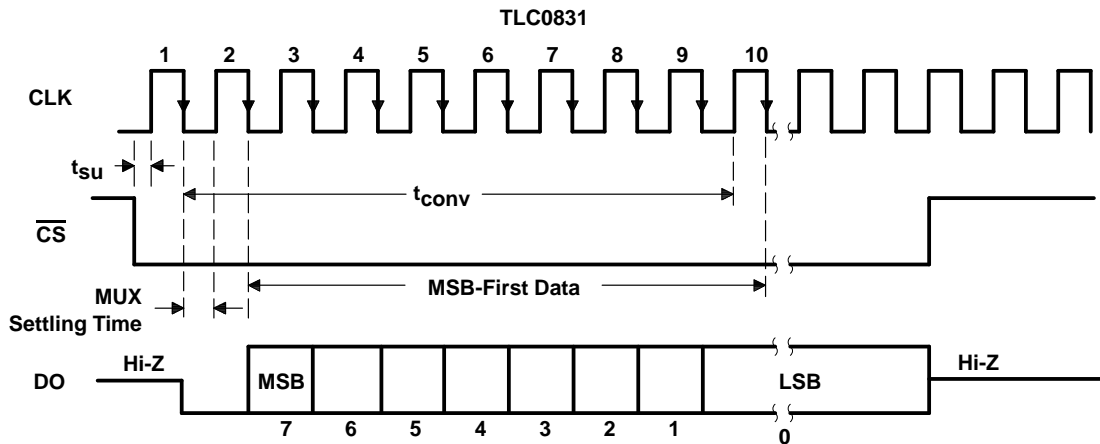 TLC0831
1 2 3 4 5 6 7 8 9 10
CLK
tsu
tconv
CS
MSB-First Data
MUX
Settling Time
Hi-Z
Hi-Z
DO
MSB
LSB
7 6 5 4 3 2 1 0